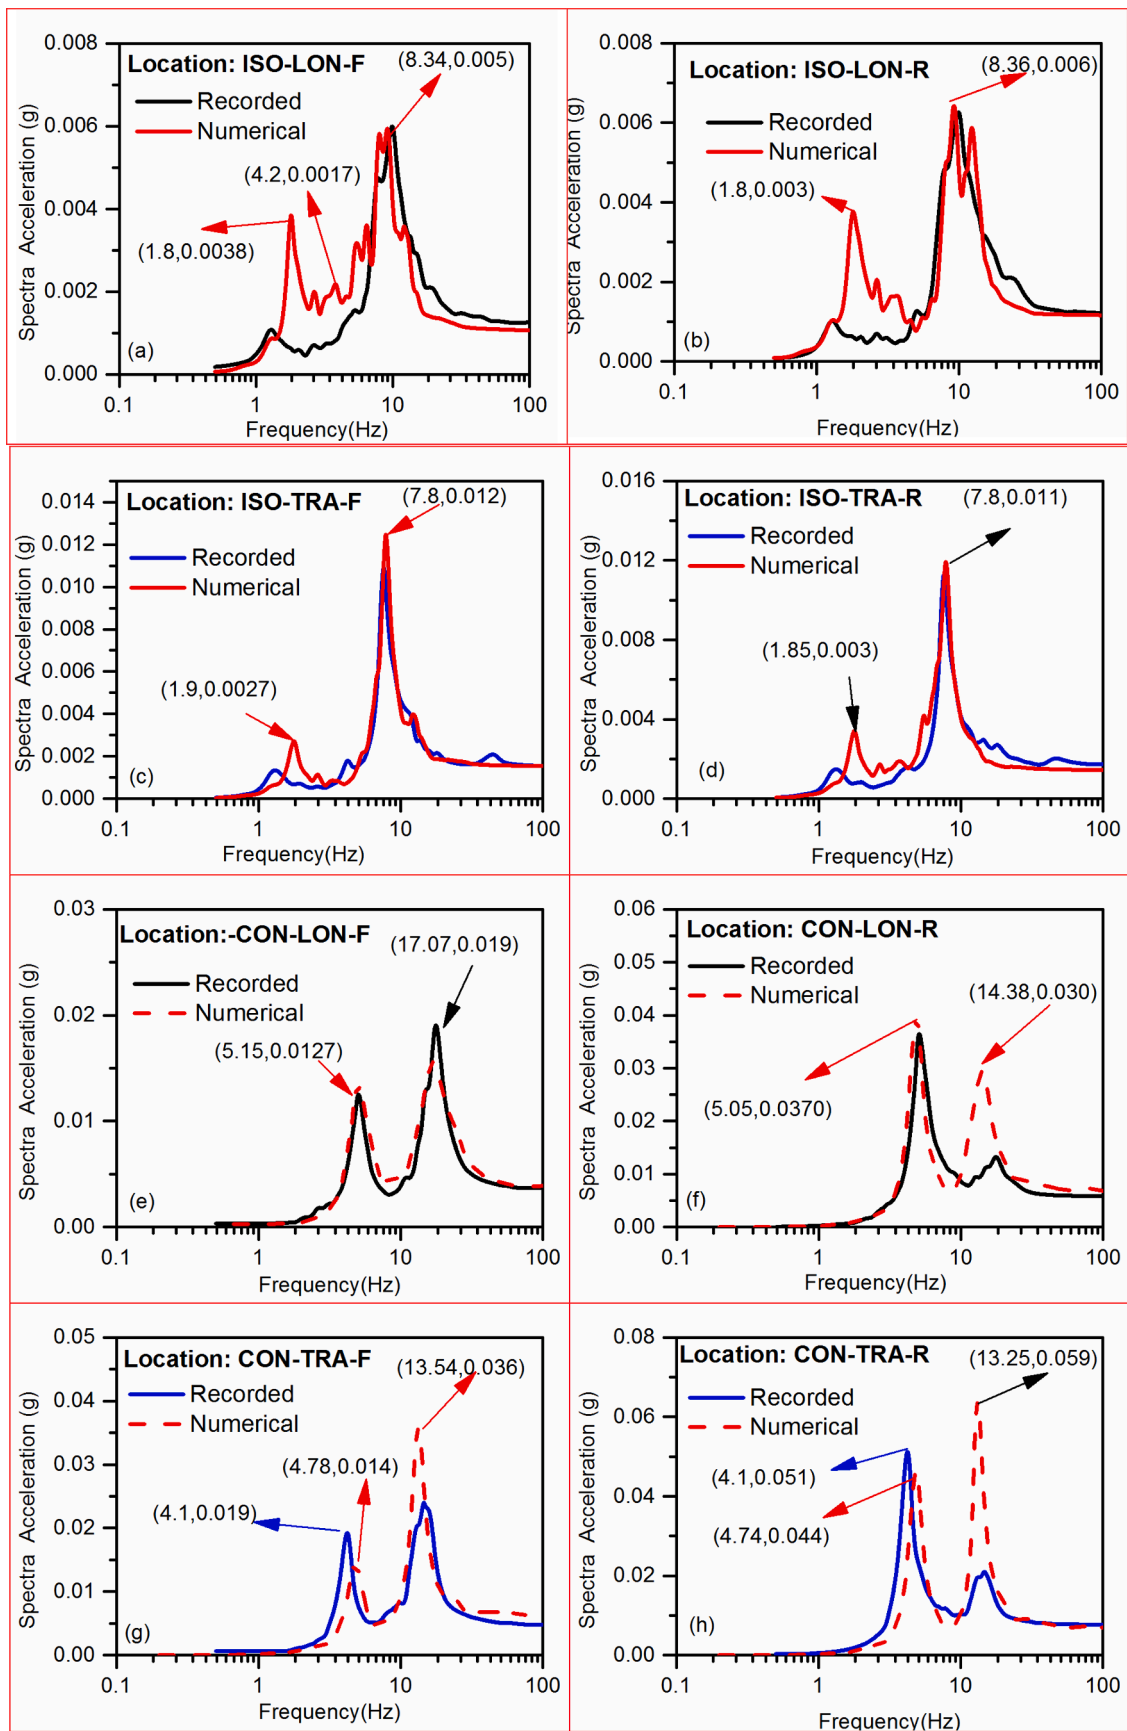 0.008
0.006
0.004
0.002
0.000
Spectra Acceleration (g)
Location: ISO-LON-F
Recorded
Numerical
(8.34,0.005)
(4.2,0.0017)
(1.8,0.0038)
(a)
0.1
1
10
100
Frequency(Hz)
0.008
0.006
0.004
0.002
0.000
Spectra Acceleration (g)
Location: ISO-LON-R
Recorded
Numerical
(8.36,0.006)
(1.8,0.003)
(b)
0.1
1
10
100
Frequency(Hz)
0.014
0.012
0.010
0.008
0.006
0.004
0.002
0.000
Spectra Acceleration (g)
Location: ISO-TRA-F
(7.8,0.012)
Recorded
Numerical
(1.9,0.0027)
(c)
0.1
1
10
100
Frequency(Hz)
0.016
0.012
0.008
0.004
0.000
Spectra Acceleration (g)
Location: ISO-TRA-R
(7.8,0.011)
Recorded
Numerical
(1.85,0.003)
(d)
0.1
1
10
100
Frequency(Hz)
0.03
0.02
0.01
0.00
Spectra Acceleration (g)
Location:-CON-LON-F
(17.07,0.019)
Recorded
Numerical
(5.15,0.0127)
(e)
0.1
1
10
100
Frequency(Hz)
0.06
0.05
0.04
0.03
0.02
0.01
0.00
Spectra Acceleration (g)
Location: CON-LON-R
Recorded
Numerical
(14.38,0.030)
(5.05,0.0370)
(f)
0.1
1
10
100
Frequency(Hz)
0.05
0.04
0.03
0.02
0.01
0.00
Spectra Acceleration (g)
Location: CON-TRA-F
(13.54,0.036)
Recorded
Numerical
(4.78,0.014)
(4.1,0.019)
(g)
0.1
1
10
100
Frequency(Hz)
0.08
0.06
0.04
0.02
0.00
Spectra Acceleration (g)
Location: CON-TRA-R
(13.25,0.059)
Recorded
Numerical
(4.1,0.051)
(4.74,0.044)
(h)
0.1
1
10
100
Frequency(Hz)